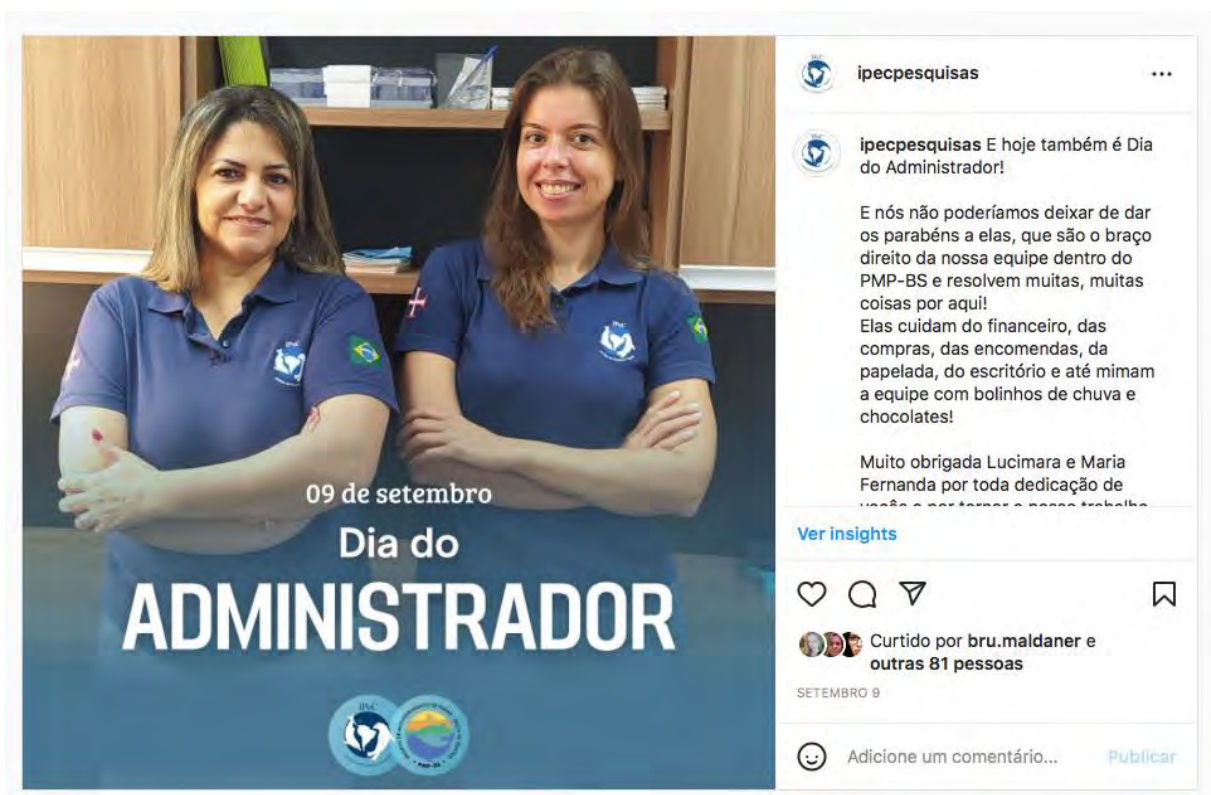 09 de setembro
Dia do
ADMINISTRADOR
IPeC
PMP-BS
ipecpesquisas
ipecpesquisas E hoje também é Dia
do Administrador!
E nós não poderíamos deixar de dar
os parabéns a elas, que são o braço
direito da nossa equipe dentro do
PMP-BS e resolvem muitas, muitas
coisas por aqui!
Elas cuidam do financeiro, das
compras, das encomendas, da
papelada, do escritório e até mimam
a equipe com bolinhos de chuva e
chocolates!
Muito obrigada Lucimara e Maria
Fernanda por toda dedicação de
Ver insights
Curtido por bru.maldaner e
outras 81 pessoas
SETEMBRO 9
Adicione um comentário... Publicar